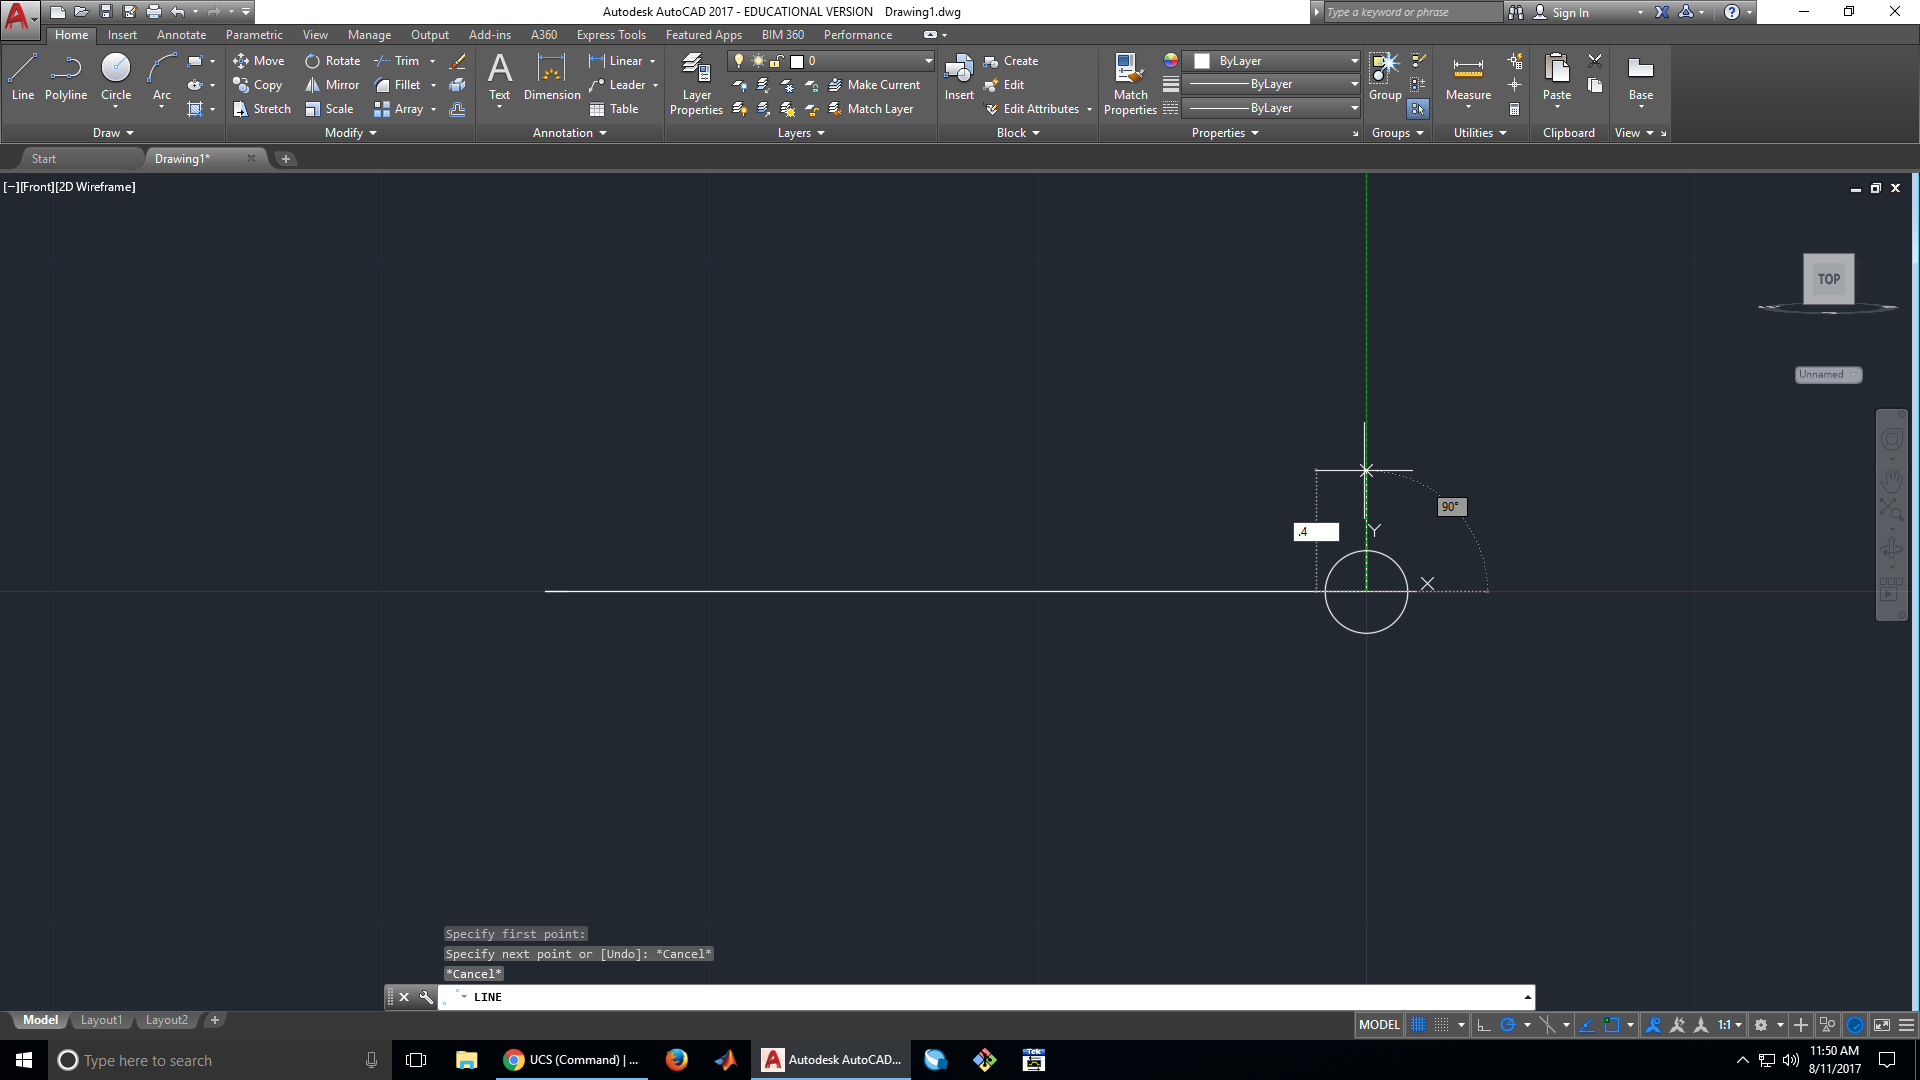 Autodesk AutoCAD 2017 - EDUCATIONAL VERSION Drawing1.dwg
Type a keyword or phrase
Sign In
Home Insert Annotate Parametric View Manage Output Add-ins A360 Express Tools Featured Apps BIM 360 Performance
Line Polyline Circle Arc
Draw
Move Rotate Trim
Copy Mirror Fillet
Stretch Scale Array
Modify
Text Dimension
Linear
Leader
Table
Annotation
Layer Properties
0
Make Current
Match Layer
Layers
Insert
Create
Edit
Edit Attributes
Block
Match Properties
ByLayer
ByLayer
ByLayer
Properties
Group
Groups
Measure
Utilities
Paste
Clipboard
Base
View
Start Drawing1*
[−][Front][2D Wireframe]
TOP
Unnamed
90°
.4
Y
X
Specify first point:
Specify next point or [Undo]: *Cancel*
*Cancel*
LINE
Model Layout1 Layout2
MODEL 1:1
Type here to search
UCS (Command) | ...
Autodesk AutoCAD...
Tek
11:50 AM
8/11/2017